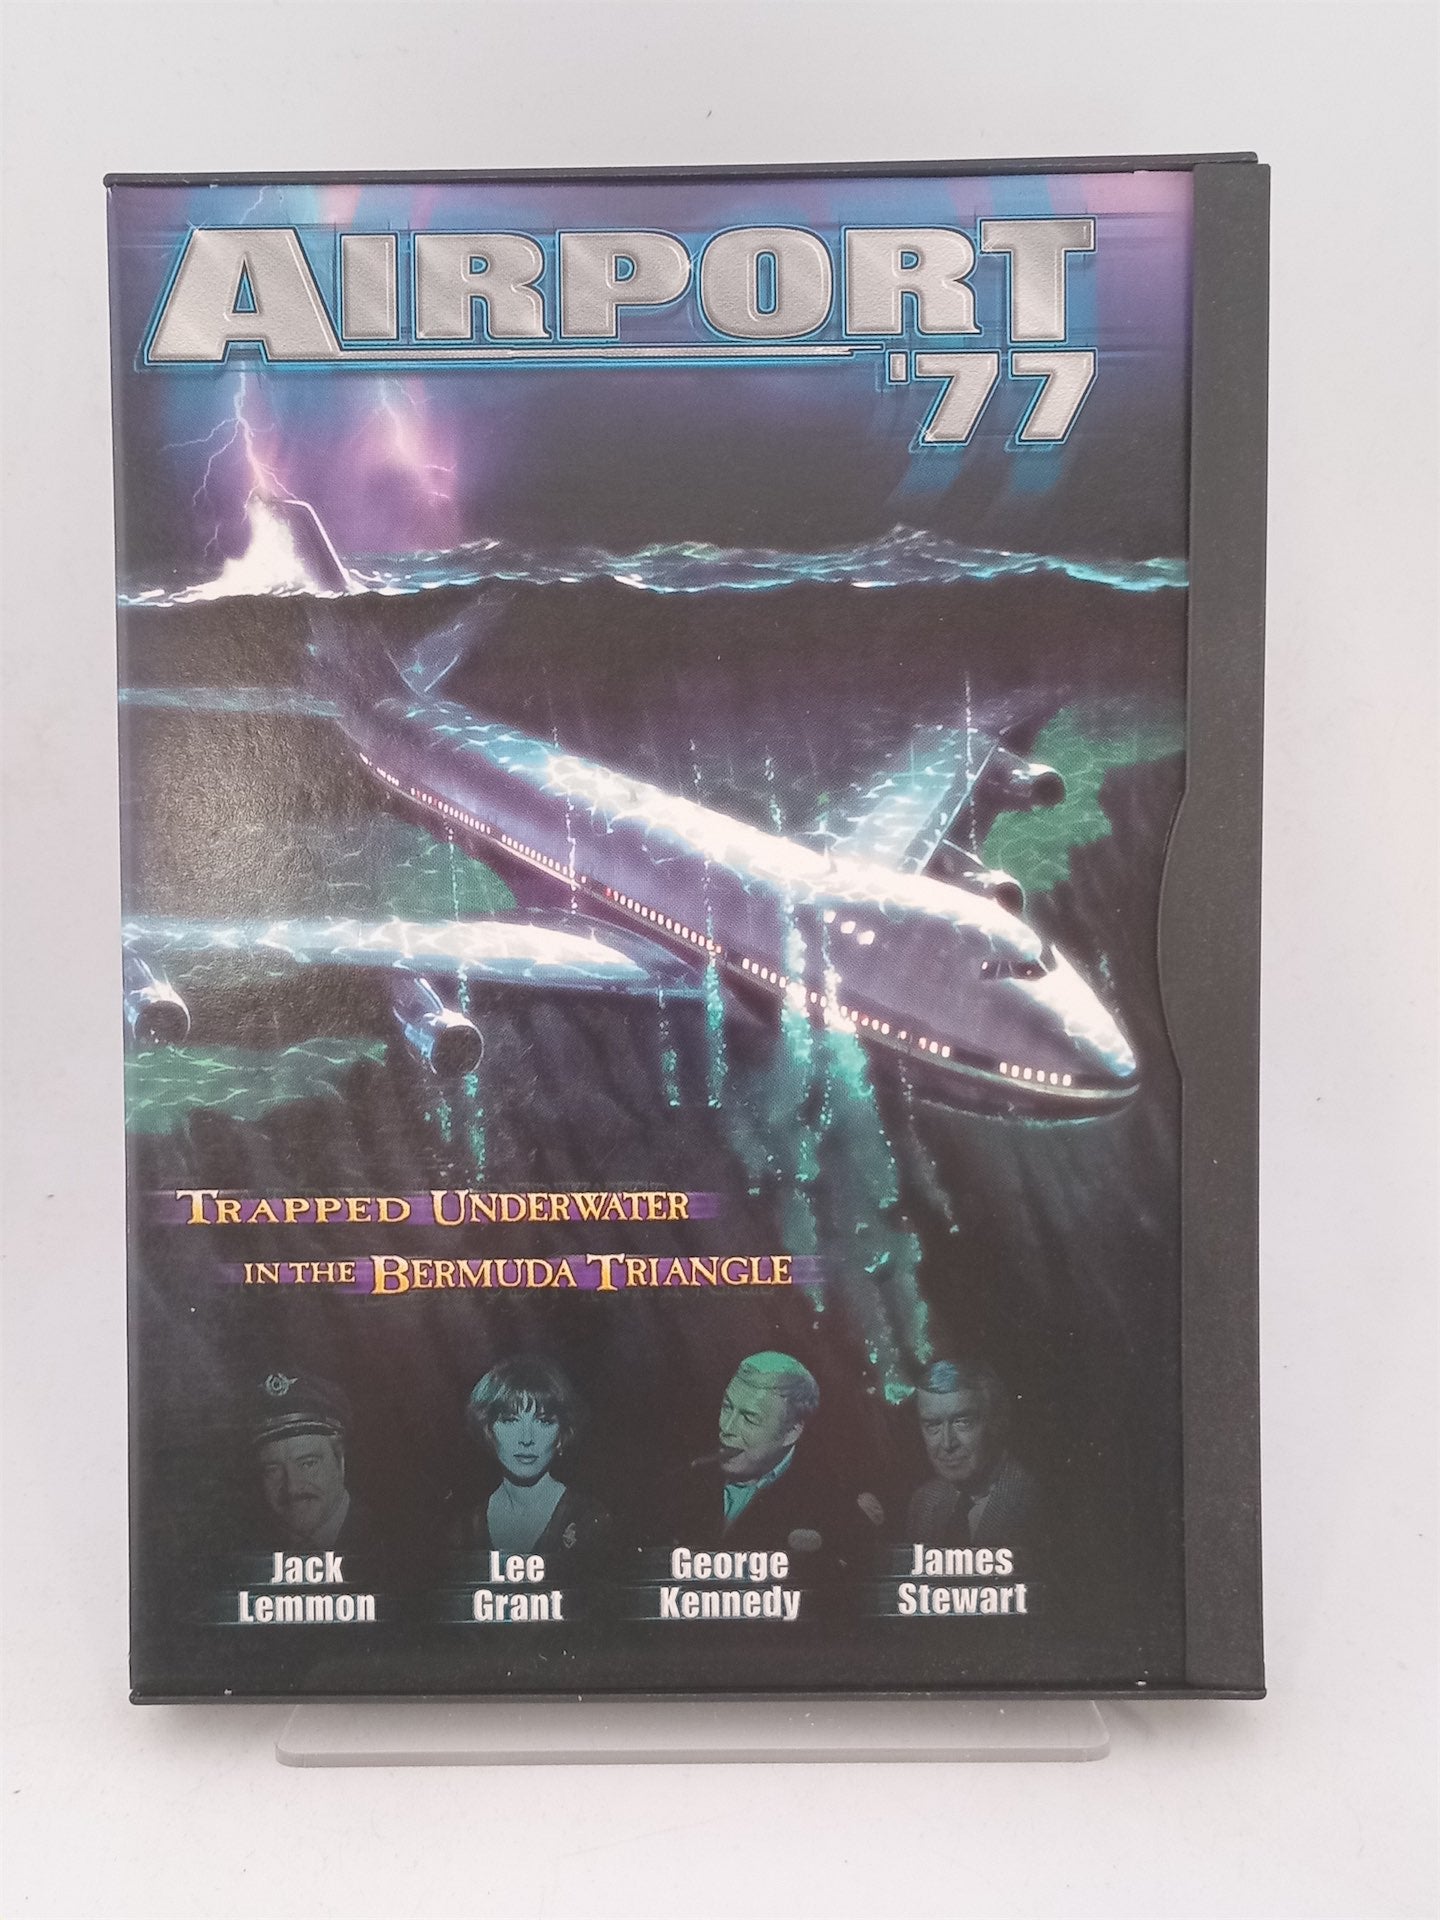 AIRPORT
'77
TRAPPED UNDERWATER
IN THE BERMUDA TRIANGLE
Jack
Lemmon
Lee
Grant
George
Kennedy
James
Stewart